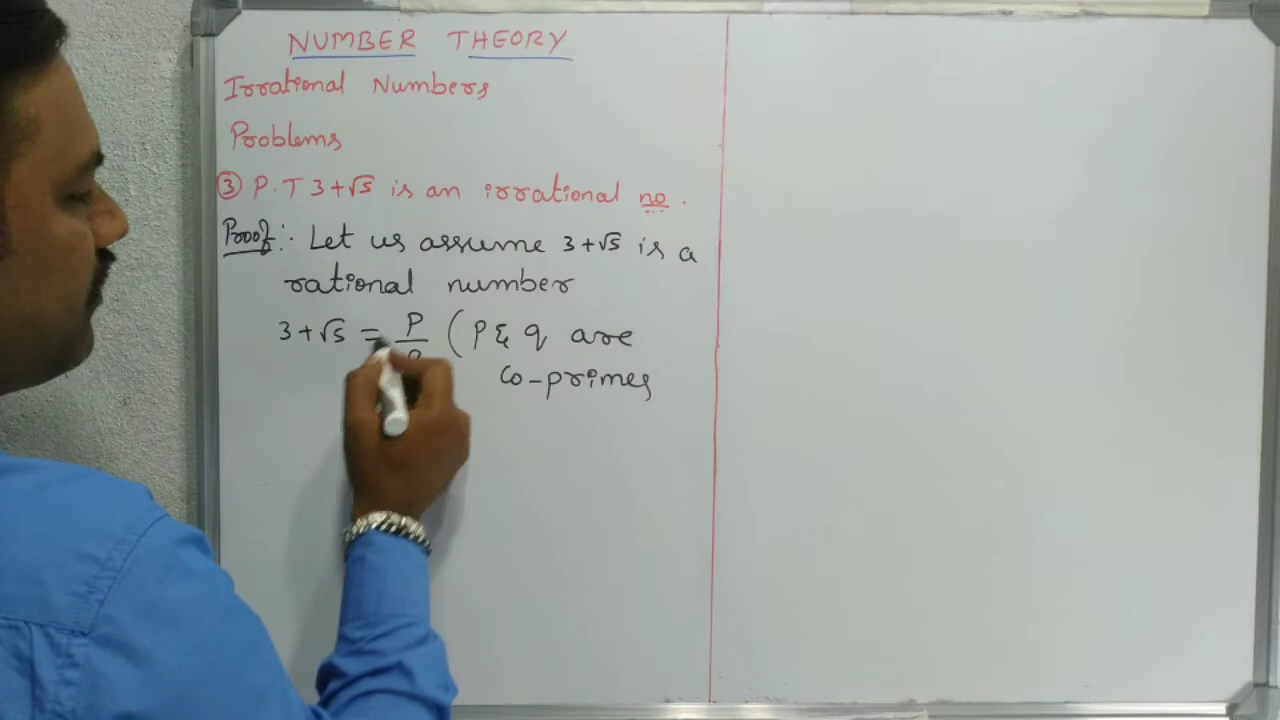 NUMBER THEORY
Irrational Numbers
Problems
③ P.T 3+√5 is an irrational no.
Proof:- Let us assume 3+√5 is a
rational number
3+√5 = P/q (P & q are
co-primes